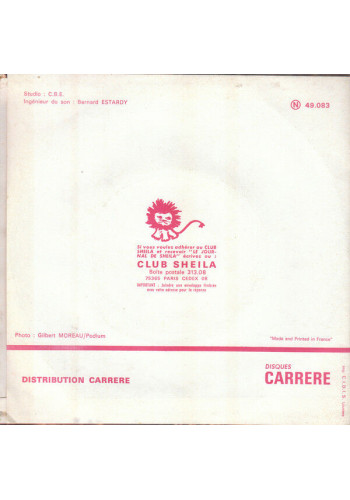 Studio : C.B.E.
Ingénieur du son : Bernard ESTARDY
N 49.083
Si vous voulez adhérer au CLUB
SHEILA et recevoir "LE JOUR-
NAL DE SHEILA" écrivez au :
CLUB SHEILA
Boîte postale 313.08
75365 PARIS CEDEX 08
IMPORTANT : Joindre une enveloppe timbrée
avec votre adresse pour la réponse
Photo : Gilbert MOREAU/Podium
"Made and Printed in France"
DISTRIBUTION CARRERE
DISQUES
CARRERE